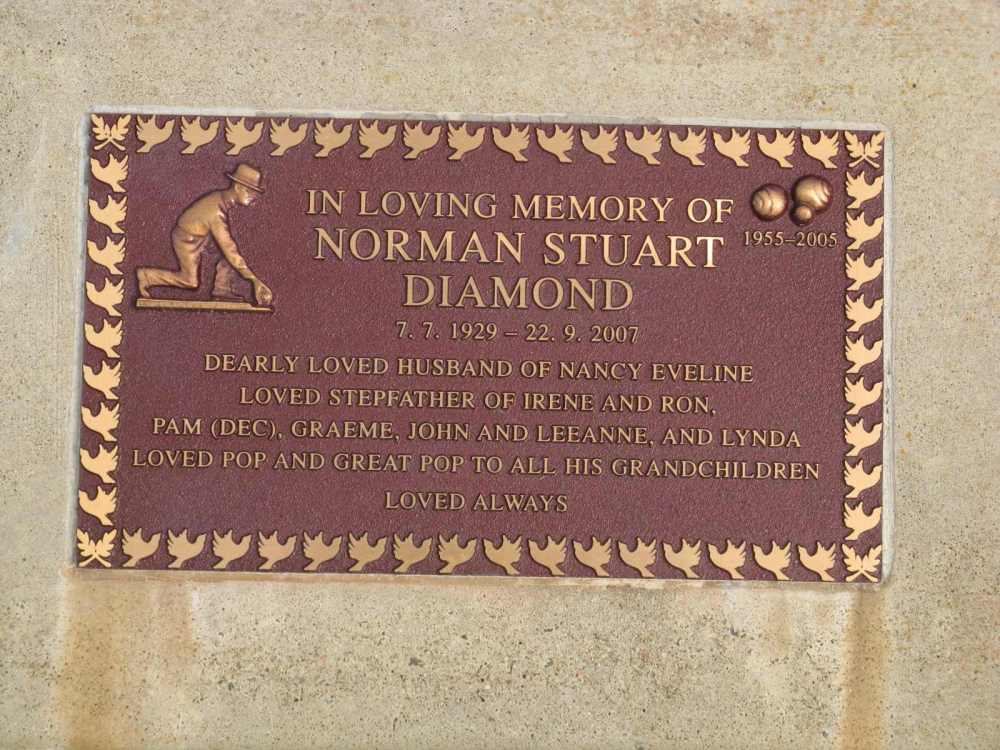 IN LOVING MEMORY OF
1955–2005
NORMAN STUART
DIAMOND
7. 7. 1929 – 22. 9. 2007
DEARLY LOVED HUSBAND OF NANCY EVELINE
LOVED STEPFATHER OF IRENE AND RON,
PAM (DEC), GRAEME, JOHN AND LEEANNE, AND LYNDA
LOVED POP AND GREAT POP TO ALL HIS GRANDCHILDREN
LOVED ALWAYS